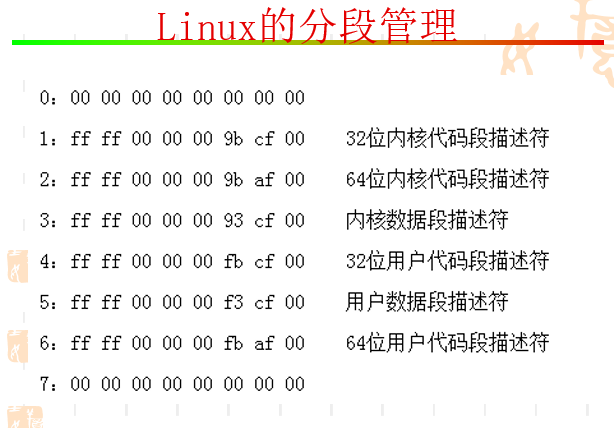 Linux的分段管理
0: 00 00 00 00 00 00 00 00
1: ff ff 00 00 00 9b cf 00 32位内核代码段描述符
2: ff ff 00 00 00 9b af 00 64位内核代码段描述符
3: ff ff 00 00 00 93 cf 00 内核数据段描述符
4: ff ff 00 00 00 fb cf 00 32位用户代码段描述符
5: ff ff 00 00 00 f3 cf 00 用户数据段描述符
6: ff ff 00 00 00 fb af 00 64位用户代码段描述符
7: 00 00 00 00 00 00 00 00